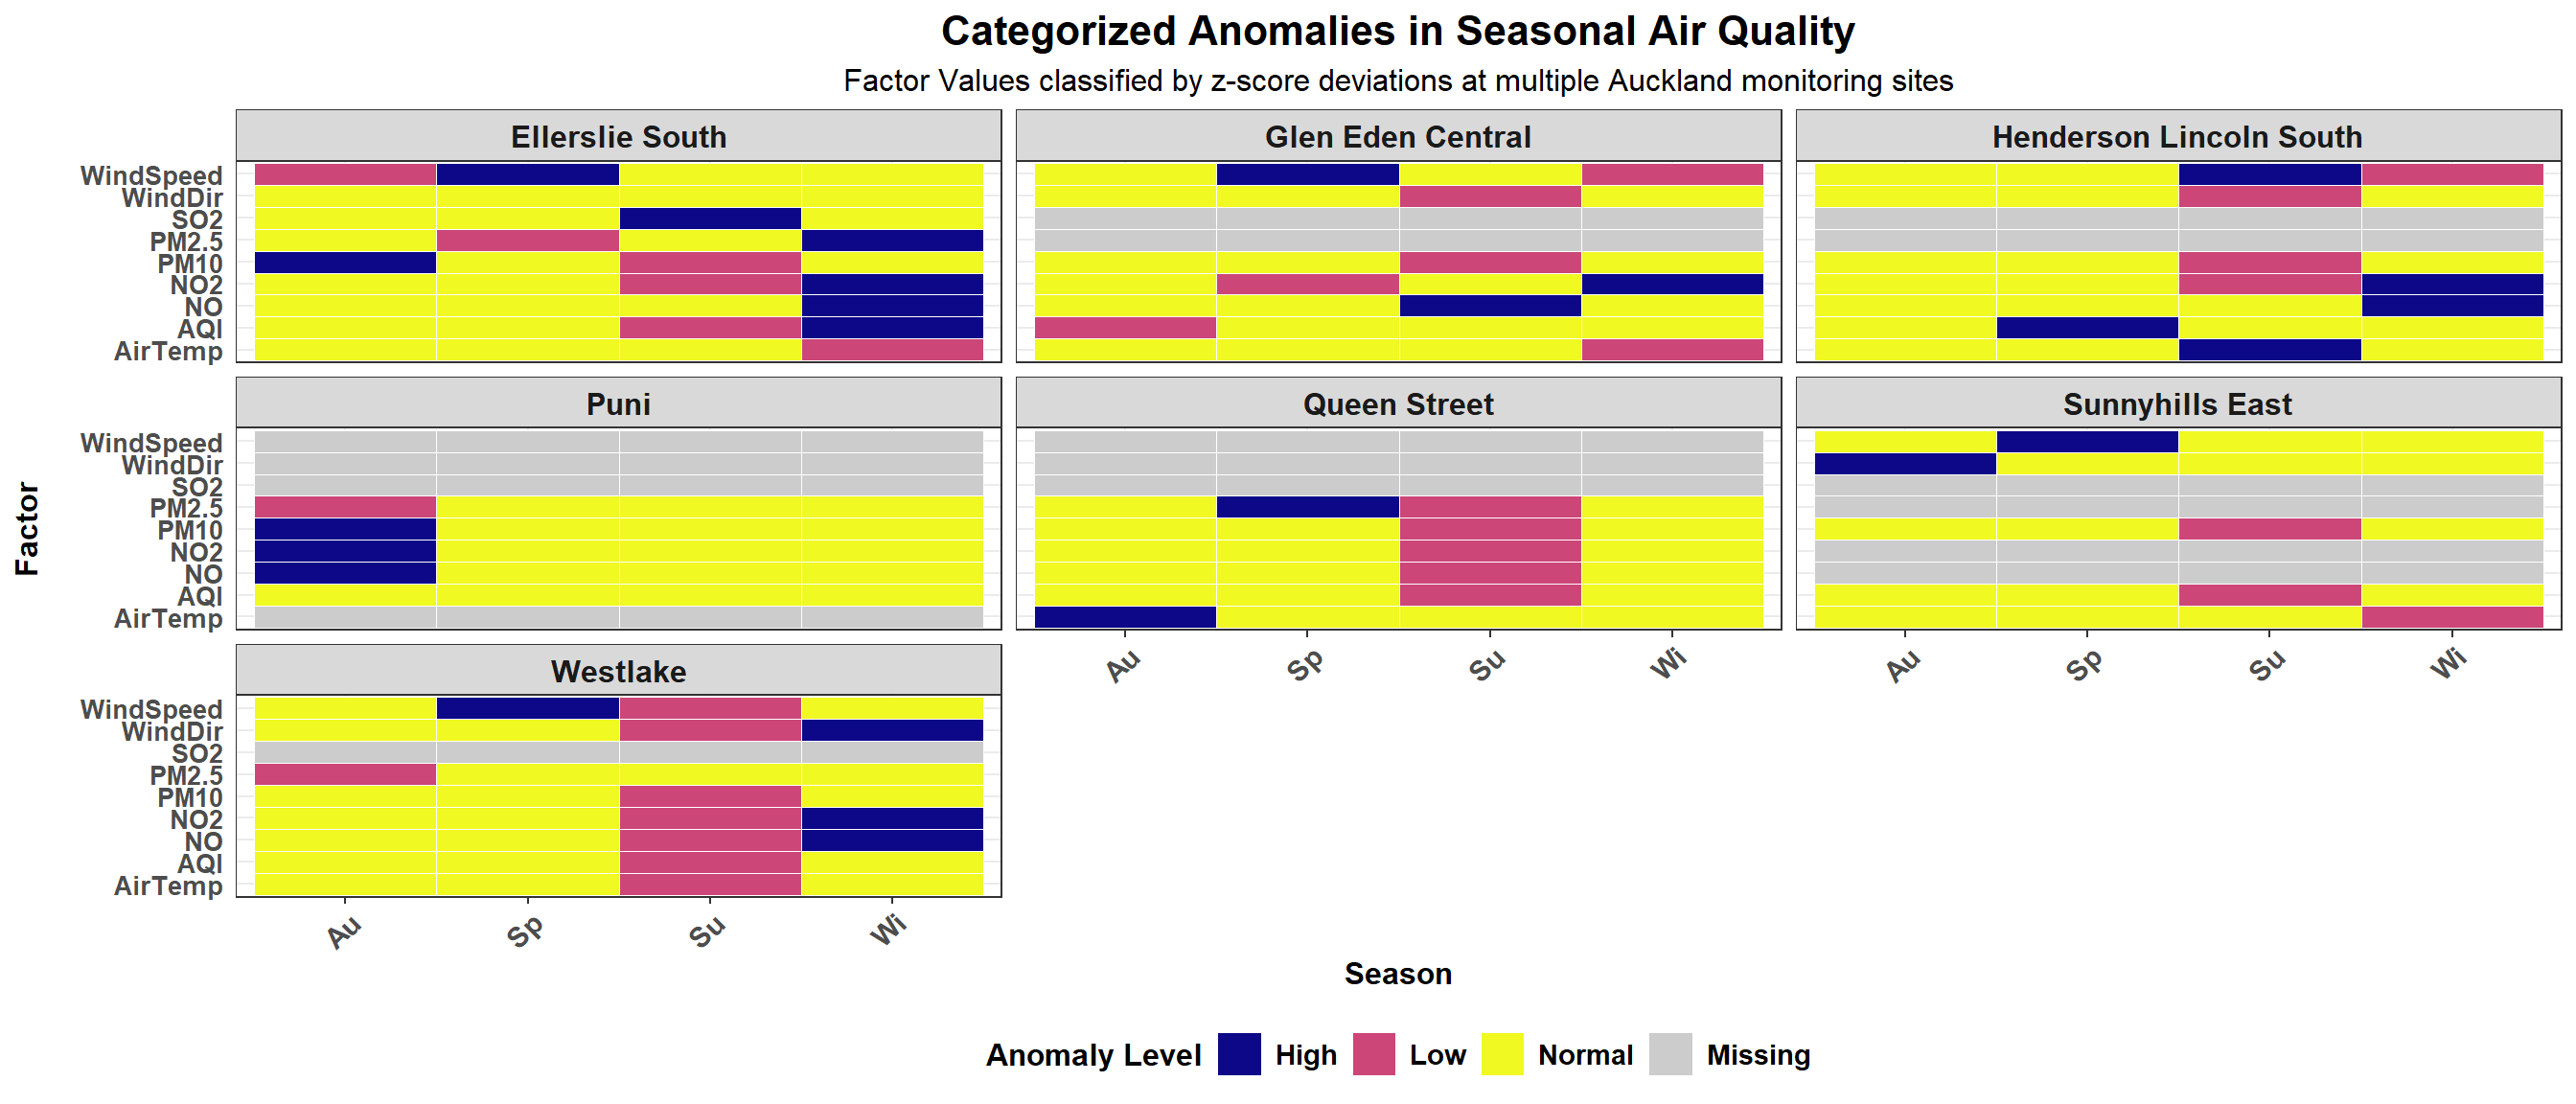 Categorized Anomalies in Seasonal Air Quality
Factor Values classified by z-score deviations at multiple Auckland monitoring sites
Ellerslie South
Glen Eden Central
Henderson Lincoln South
WindSpeed
WindDir
SO2
PM2.5
PM10
NO2
NO
AQI
AirTemp
Puni
Queen Street
Sunnyhills East
WindSpeed
WindDir
SO2
PM2.5
PM10
NO2
NO
AQI
AirTemp
Au Sp Su Wi
Au Sp Su Wi
Westlake
WindSpeed
WindDir
SO2
PM2.5
PM10
NO2
NO
AQI
AirTemp
Au Sp Su Wi
Factor
Season
Anomaly Level High Low Normal Missing